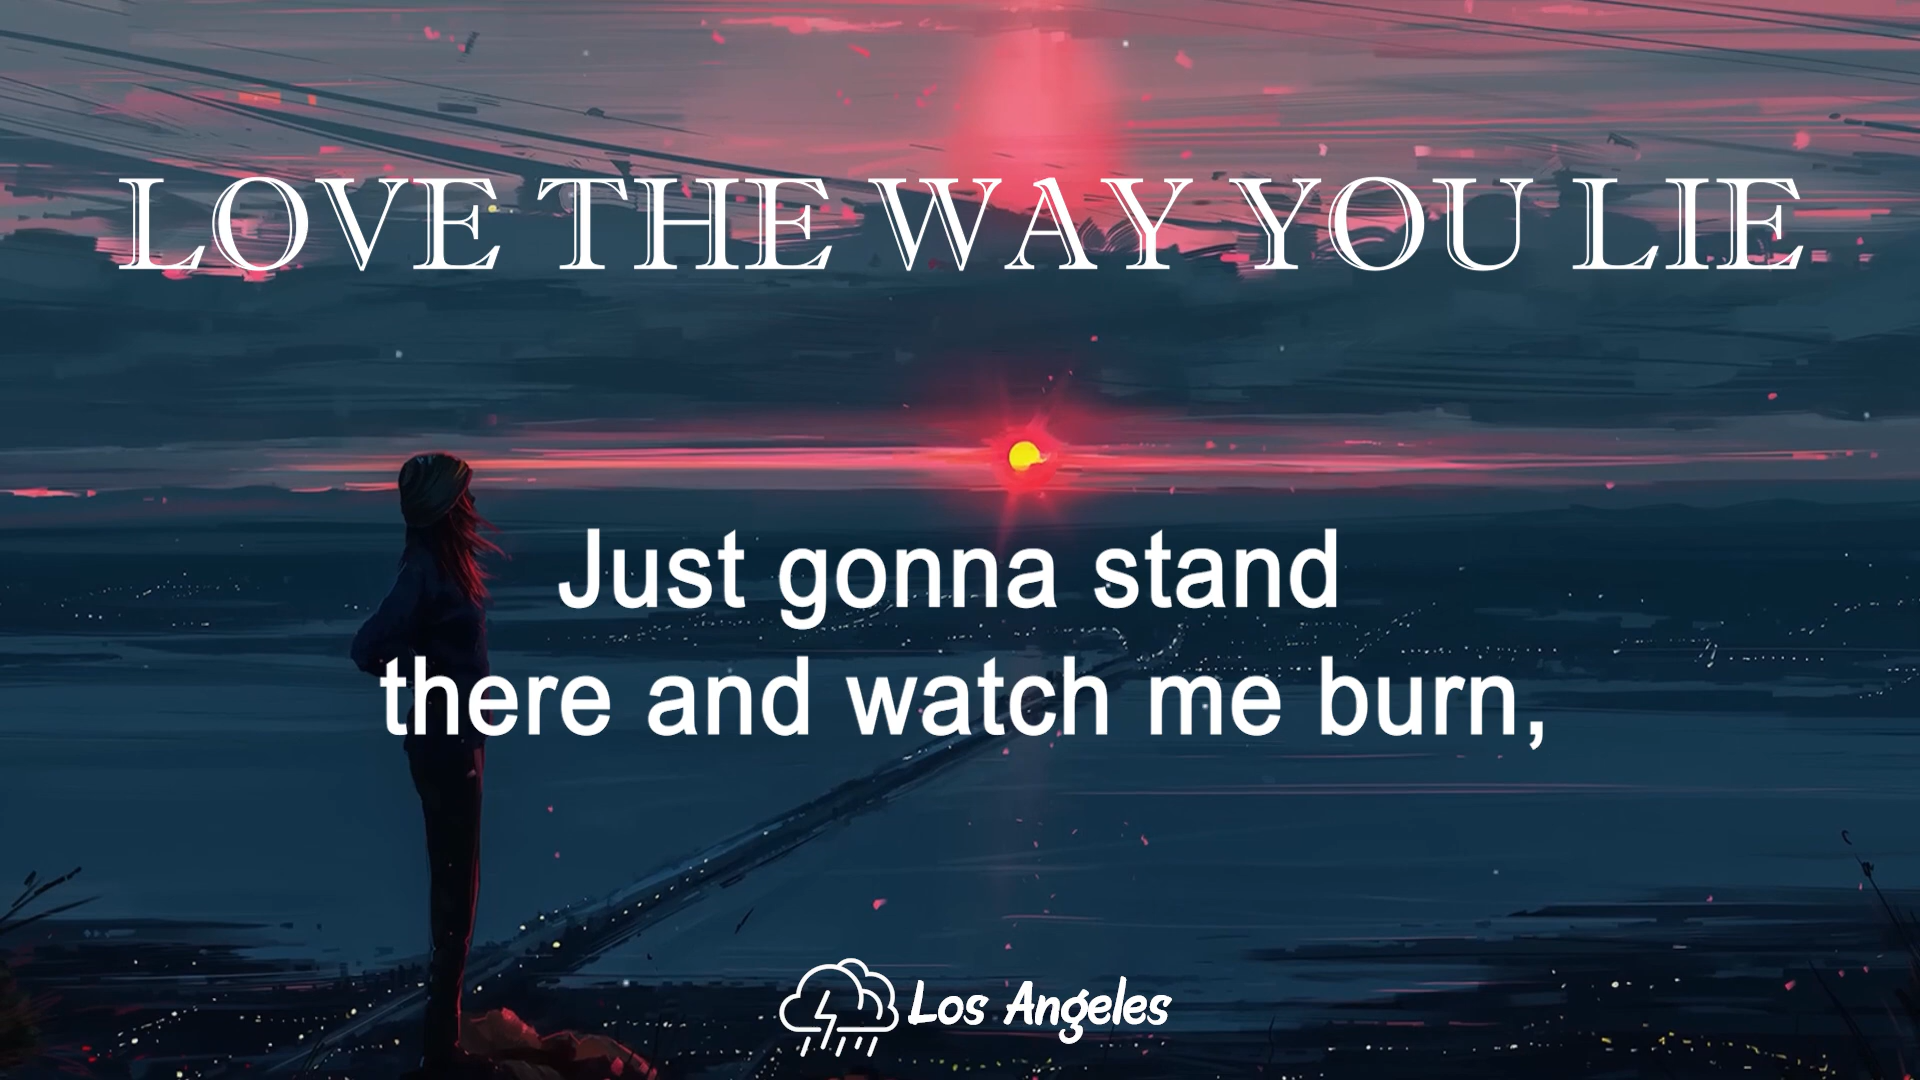 LOVE THE WAY YOU LIE
Just gonna stand
there and watch me burn,
Los Angeles